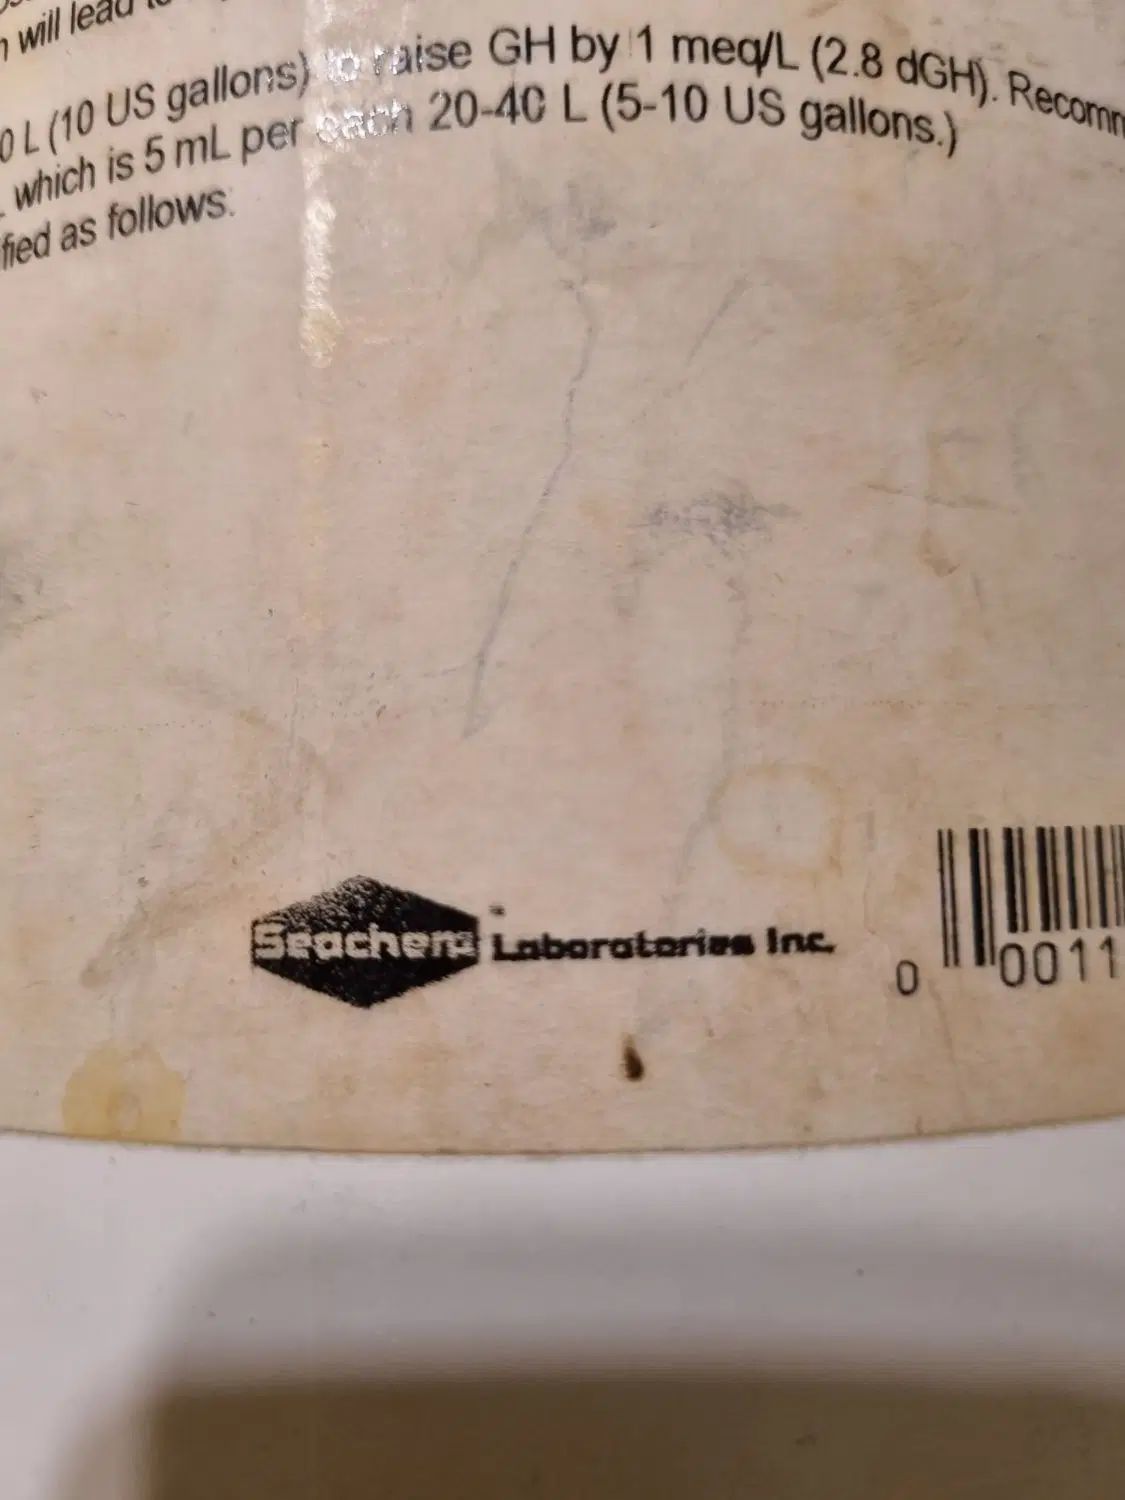 will lead
0 L (10 US gallons) to raise GH by 1 meq/L (2.8 dGH). Recomm
which is 5 mL per each 20-40 L (5-10 US gallons.)
fied as follows.
Seachem™ Laboratories Inc.
0 0011